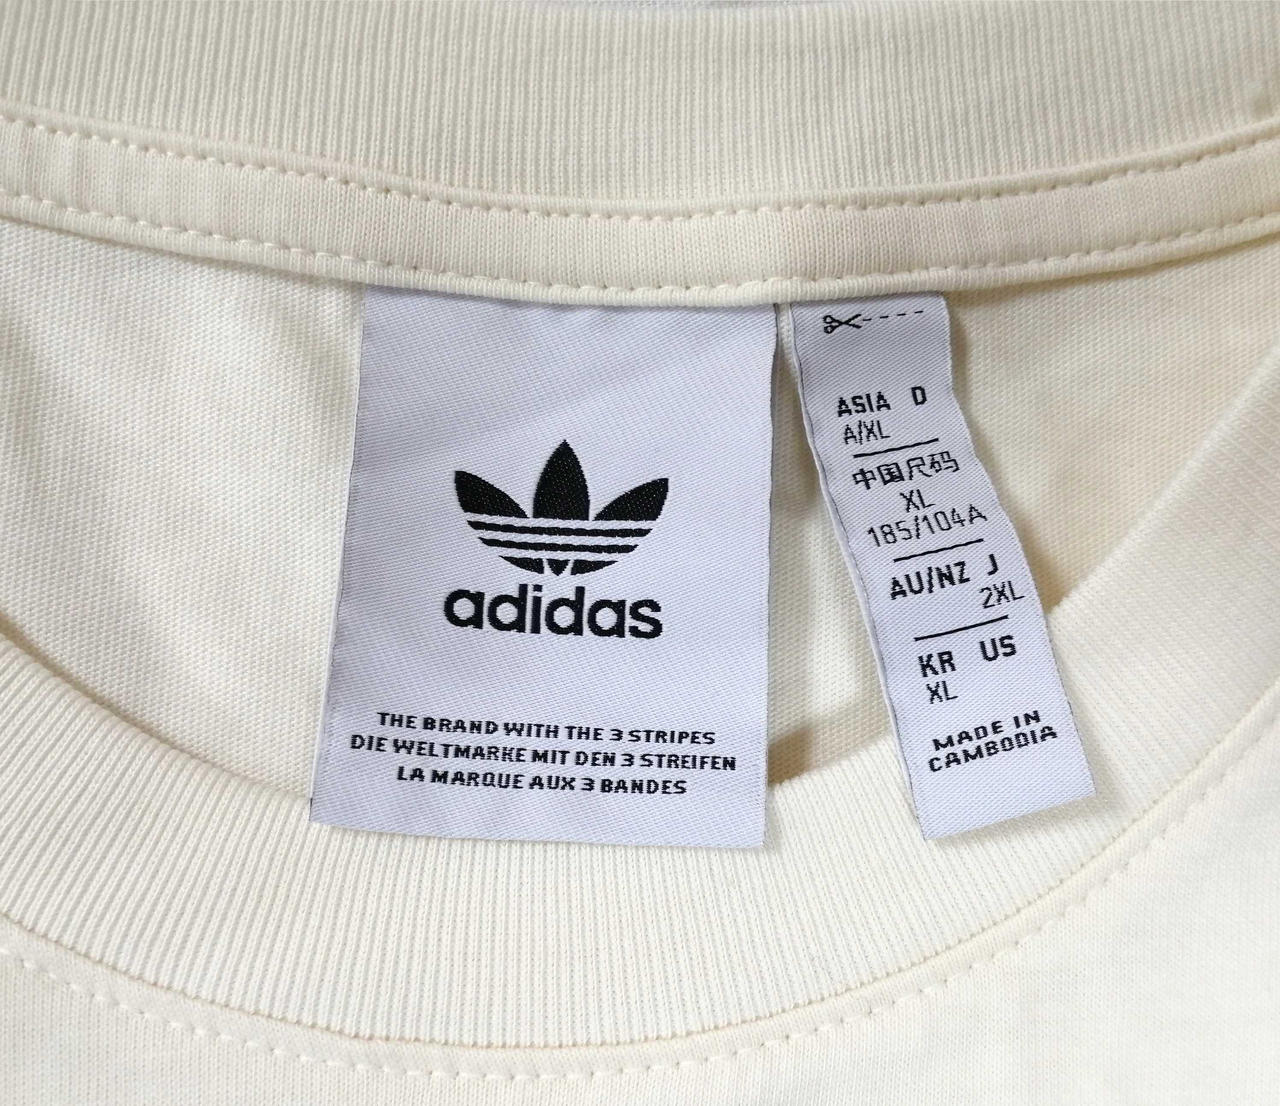 adidas
THE BRAND WITH THE 3 STRIPES
DIE WELTMARKE MIT DEN 3 STREIFEN
LA MARQUE AUX 3 BANDES
ASIA D
A/XL
中国尺码
XL
185/104A
AU/NZ J
2XL
KR US
XL
MADE IN
CAMBODIA